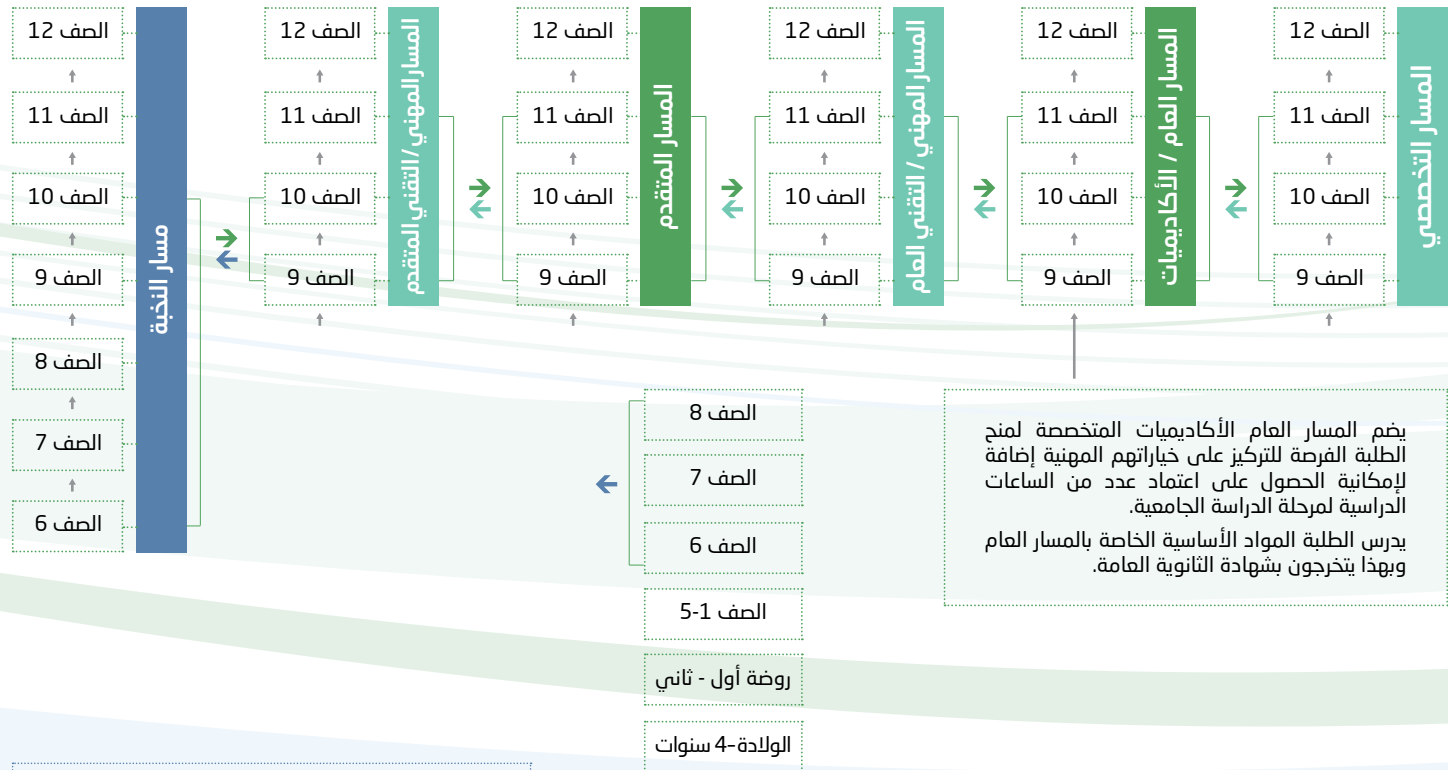 المسار التخصصي
الصف 12
الصف 11
الصف 10
الصف 9
المسار العام / الأكاديميات
الصف 12
الصف 11
الصف 10
الصف 9
المسار المهني / التقني العام
الصف 12
الصف 11
الصف 10
الصف 9
المسار المتقدم
الصف 12
الصف 11
الصف 10
الصف 9
المسار المهني / التقني المتقدم
الصف 12
الصف 11
الصف 10
الصف 9
مسار النخبة
الصف 12
الصف 11
الصف 10
الصف 9
الصف 8
الصف 7
الصف 6
يضم المسار العام الأكاديميات المتخصصة لمنح
الطلبة الفرصة للتركيز على خياراتهم المهنية إضافة
لإمكانية الحصول على اعتماد عدد من الساعات
الدراسية لمرحلة الدراسة الجامعية.
يدرس الطلبة المواد الأساسية الخاصة بالمسار العام
وبهذا يتخرجون بشهادة الثانوية العامة.
الصف 8
الصف 7
الصف 6
الصف 1-5
روضة أول - ثاني
الولادة-4 سنوات